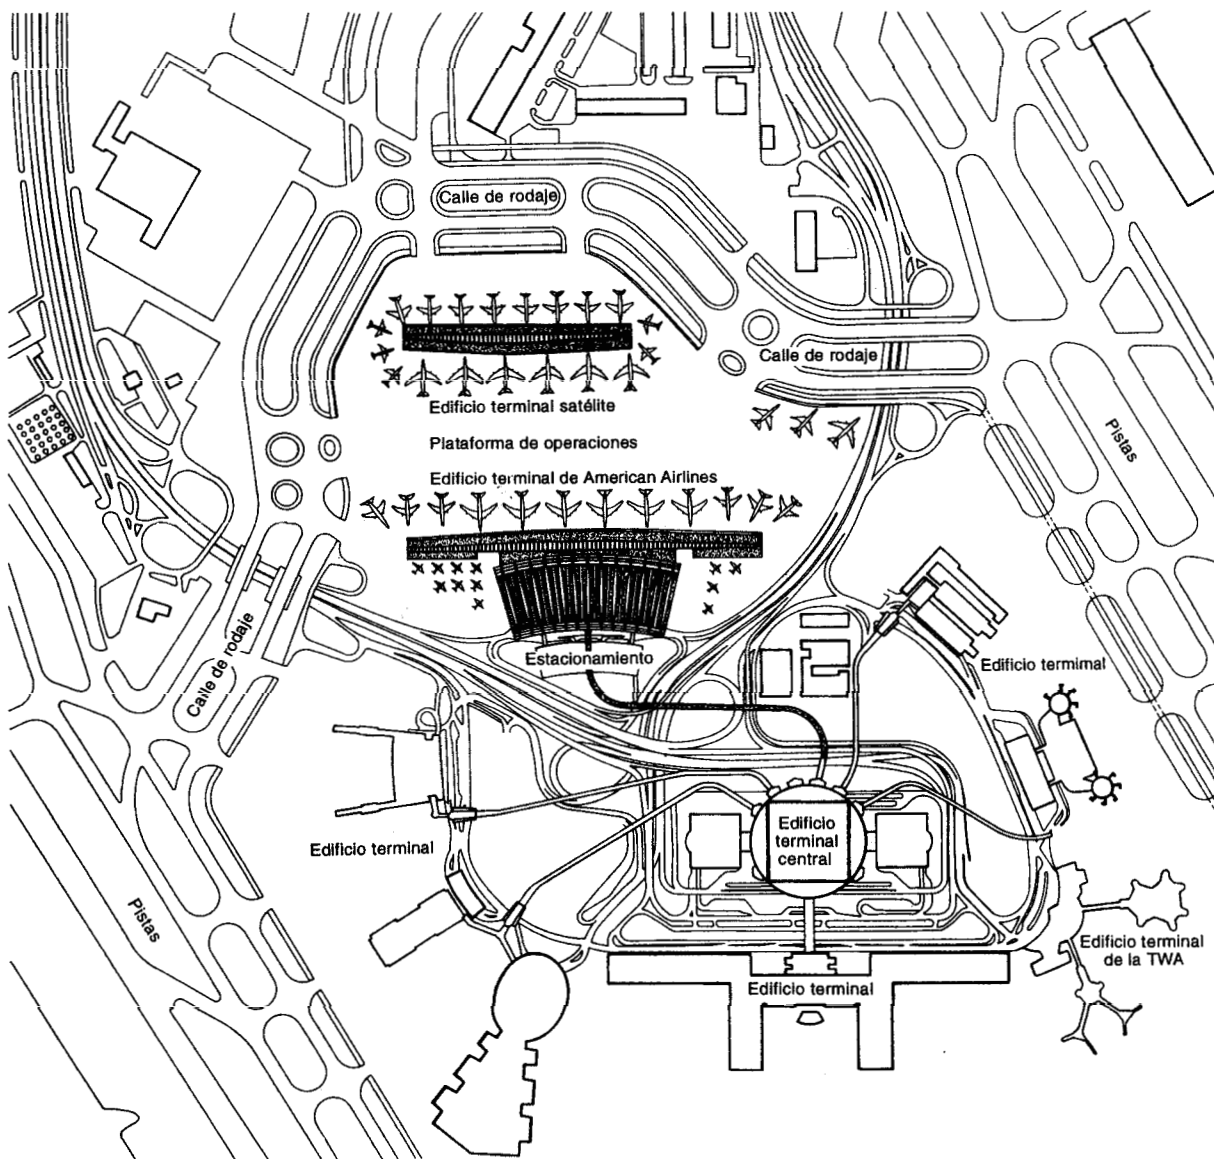 Calle de rodaje
Calle de rodaje
Edificio terminal satélite
Plataforma de operaciones
Pistas
Edificio terminal de American Airlines
Calle de rodaje
Estacionamiento
Edificio termimal
Edificio terminal
Edificio
terminal
central
Pistas
Edificio terminal
de la TWA
Edificio terminal